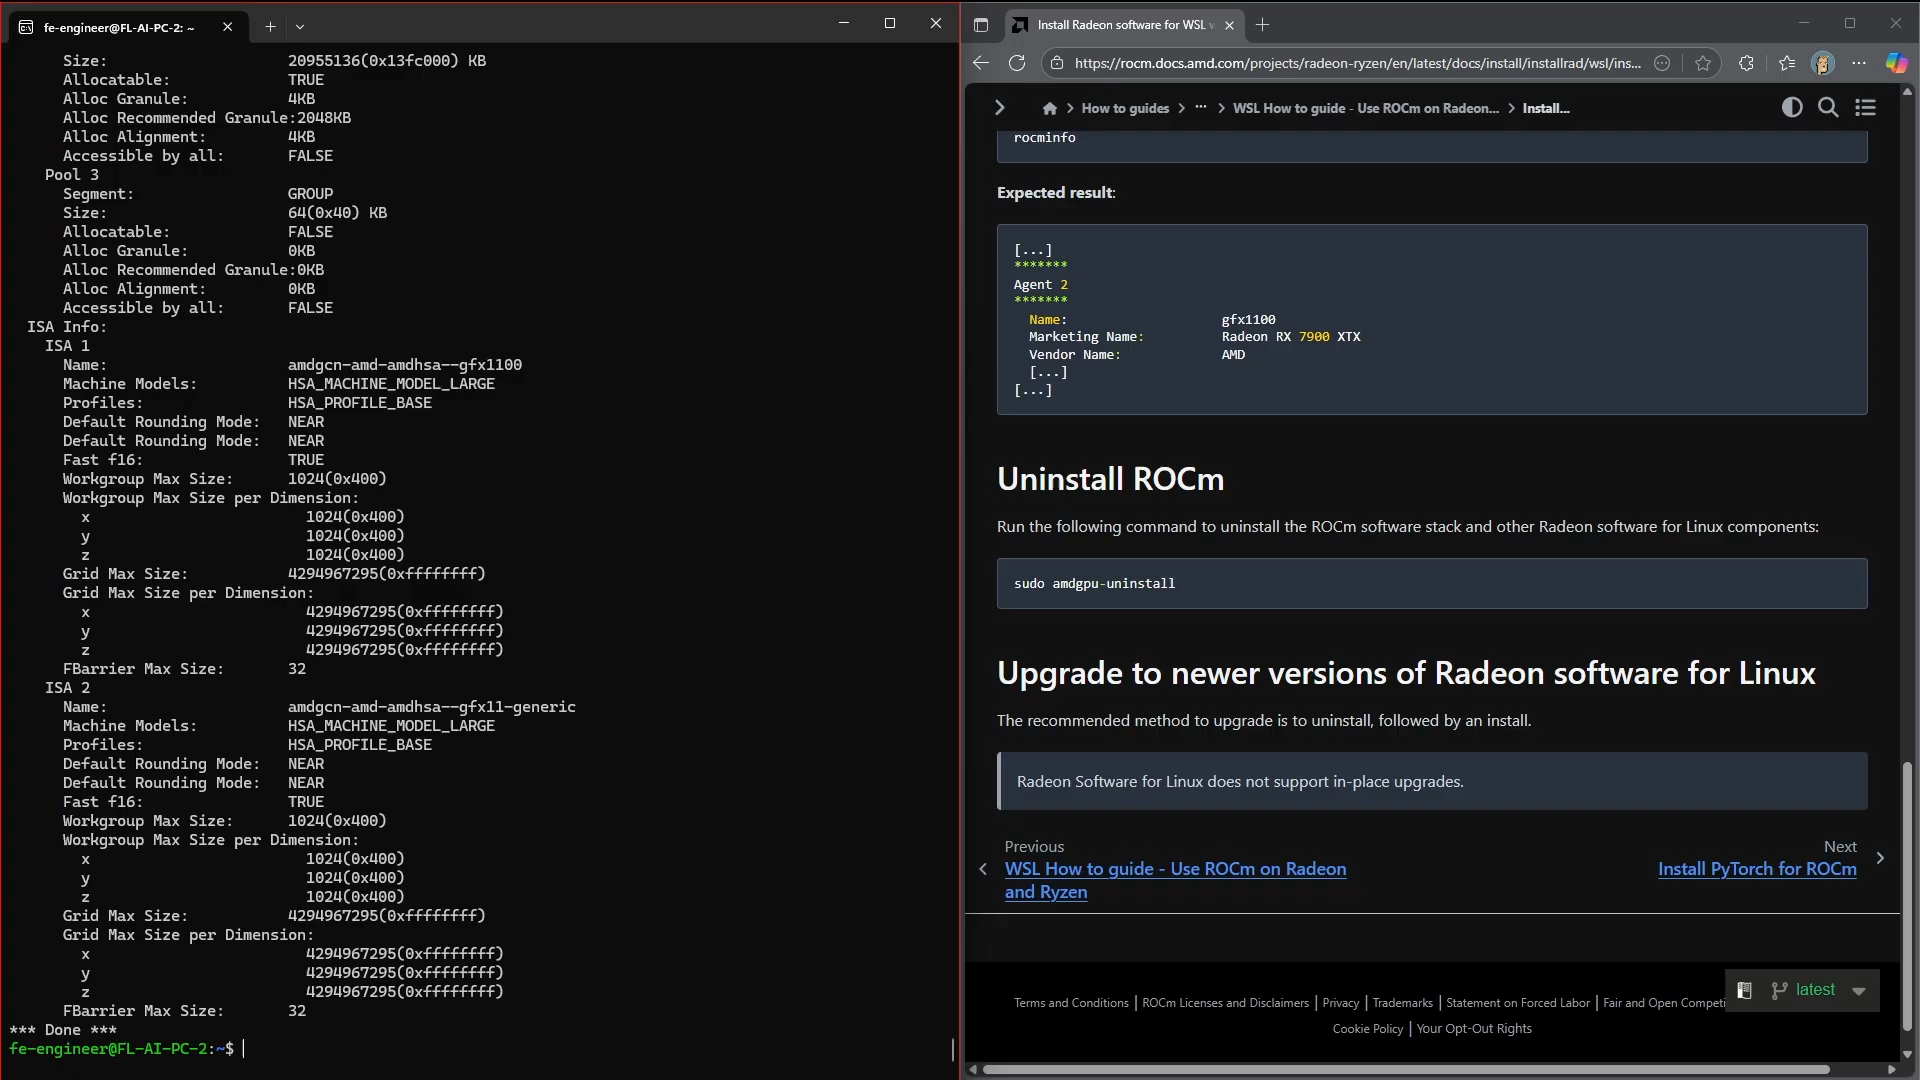 fe-engineer@FL-AI-PC-2: ~
Size: 20955136(0x13fc000) KB
Allocatable: TRUE
Alloc Granule: 4KB
Alloc Recommended Granule:2048KB
Alloc Alignment: 4KB
Accessible by all: FALSE
Pool 3
Segment: GROUP
Size: 64(0x40) KB
Allocatable: FALSE
Alloc Granule: 0KB
Alloc Recommended Granule:0KB
Alloc Alignment: 0KB
Accessible by all: FALSE
ISA Info:
ISA 1
Name: amdgcn-amd-amdhsa--gfx1100
Machine Models: HSA_MACHINE_MODEL_LARGE
Profiles: HSA_PROFILE_BASE
Default Rounding Mode: NEAR
Default Rounding Mode: NEAR
Fast f16: TRUE
Workgroup Max Size: 1024(0x400)
Workgroup Max Size per Dimension:
x 1024(0x400)
y 1024(0x400)
z 1024(0x400)
Grid Max Size: 4294967295(0xffffffff)
Grid Max Size per Dimension:
x 4294967295(0xffffffff)
y 4294967295(0xffffffff)
z 4294967295(0xffffffff)
FBarrier Max Size: 32
ISA 2
Name: amdgcn-amd-amdhsa--gfx11-generic
Machine Models: HSA_MACHINE_MODEL_LARGE
Profiles: HSA_PROFILE_BASE
Default Rounding Mode: NEAR
Default Rounding Mode: NEAR
Fast f16: TRUE
Workgroup Max Size: 1024(0x400)
Workgroup Max Size per Dimension:
x 1024(0x400)
y 1024(0x400)
z 1024(0x400)
Grid Max Size: 4294967295(0xffffffff)
Grid Max Size per Dimension:
x 4294967295(0xffffffff)
y 4294967295(0xffffffff)
z 4294967295(0xffffffff)
FBarrier Max Size: 32
*** Done ***
fe-engineer@FL-AI-PC-2:~$
Install Radeon software for WSL
https://rocm.docs.amd.com/projects/radeon-ryzen/en/latest/docs/install/installrad/wsl/ins...
How to guides > ... > WSL How to guide - Use ROCm on Radeon... > Install...
rocminfo
Expected result:
[...]
*******
Agent 2
*******
Name: gfx1100
Marketing Name: Radeon RX 7900 XTX
Vendor Name: AMD
[...]
[...]
Uninstall ROCm
Run the following command to uninstall the ROCm software stack and other Radeon software for Linux components:
sudo amdgpu-uninstall
Upgrade to newer versions of Radeon software for Linux
The recommended method to upgrade is to uninstall, followed by an install.
Radeon Software for Linux does not support in-place upgrades.
Previous
WSL How to guide - Use ROCm on Radeon
and Ryzen
Next
Install PyTorch for ROCm
latest
Terms and Conditions | ROCm Licenses and Disclaimers | Privacy | Trademarks | Statement on Forced Labor | Fair and Open Competi
Cookie Policy | Your Opt-Out Rights